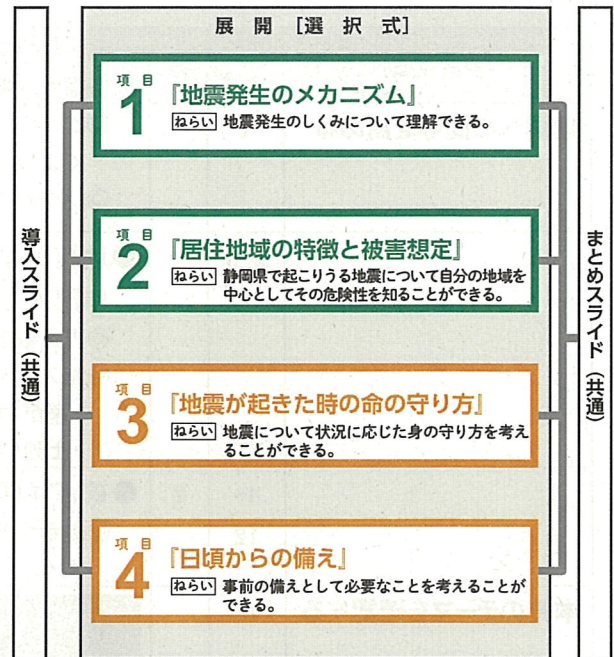 展開［選択式］
導入スライド（共通）
項目
1
『地震発生のメカニズム』
ねらい 地震発生のしくみについて理解できる。
項目
2
『居住地域の特徴と被害想定』
ねらい 静岡県で起こりうる地震について自分の地域を
中心としてその危険性を知ることができる。
項目
3
『地震が起きた時の命の守り方』
ねらい 地震について状況に応じた身の守り方を考え
ることができる。
項目
4
『日頃からの備え』
ねらい 事前の備えとして必要なことを考えることが
できる。
まとめスライド（共通）